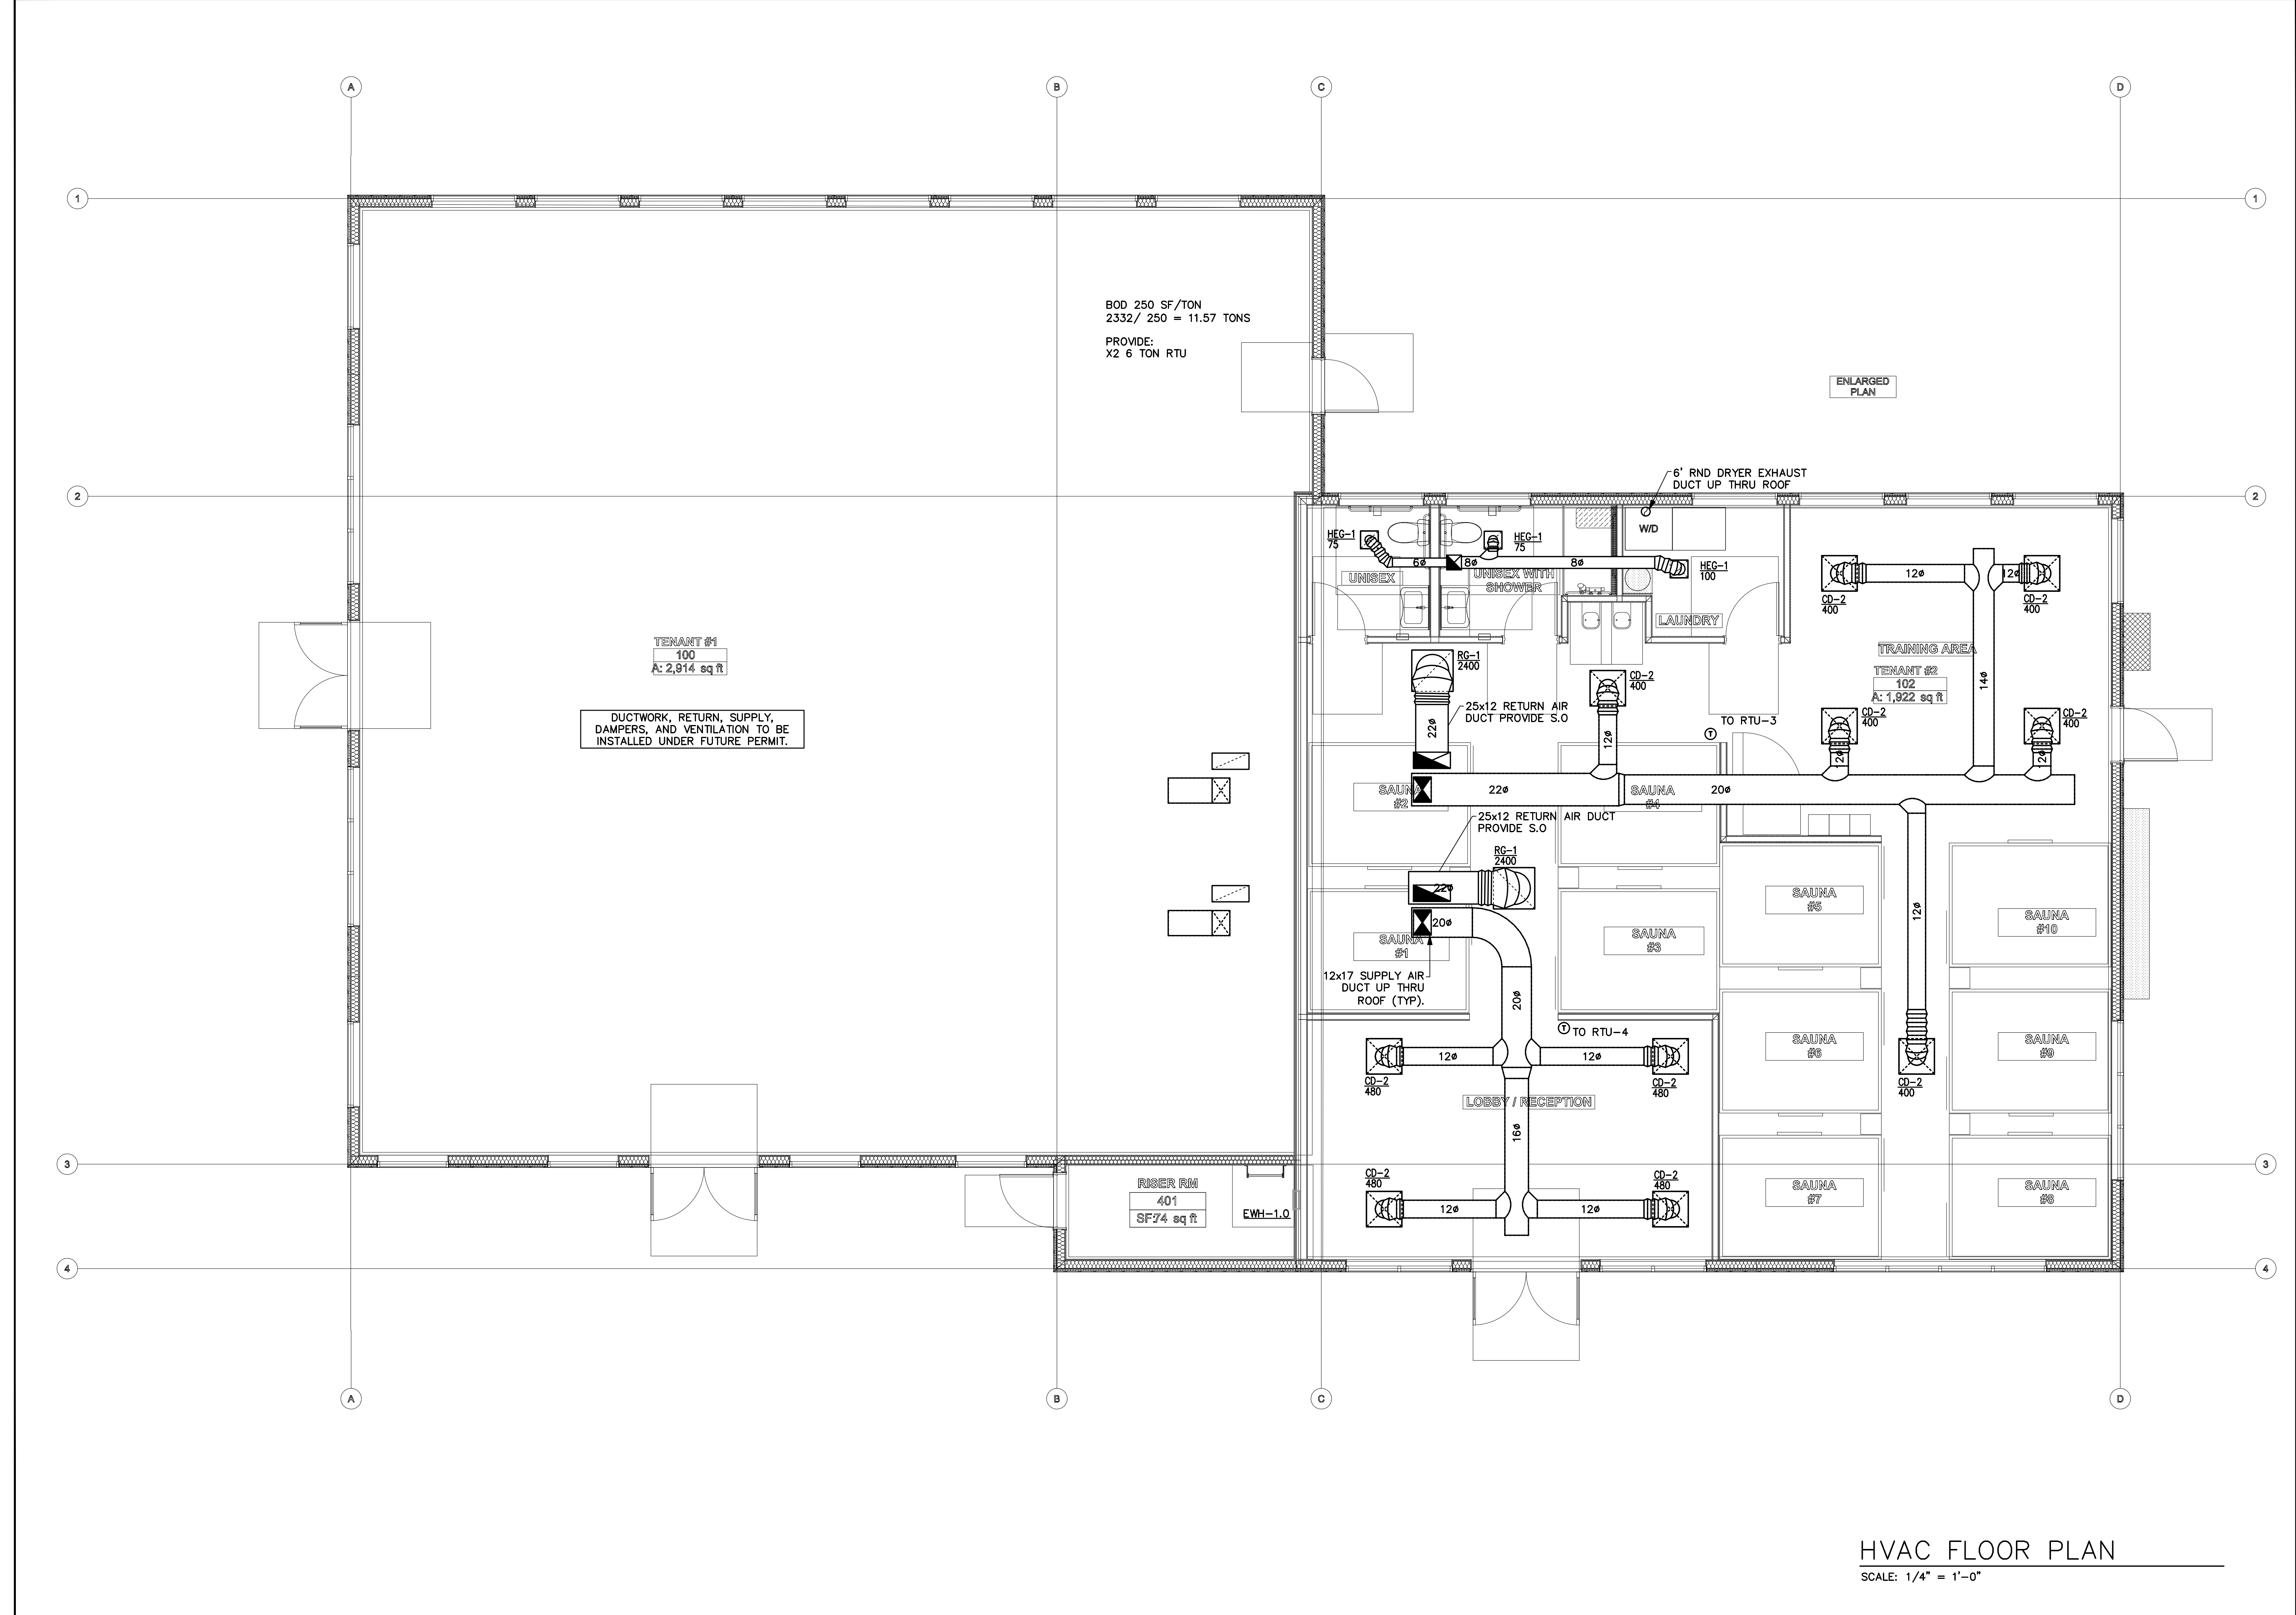 A
B
C
D
1
1
BOD 250 SF/TON
2332/ 250 = 11.57 TONS
PROVIDE:
X2 6 TON RTU
ENLARGED
PLAN
6' RND DRYER EXHAUST
DUCT UP THRU ROOF
2
2
W/D
HEG-1
75
HEG-1
75
6ø
8ø
8ø
HEG-1
100
UNISEX
UNISEX WITH
SHOWER
LAUNDRY
12ø
12ø
CD-2
400
CD-2
400
TENANT #1
100
A: 2,914 sq ft
TRAINING AREA
TENANT #2
102
A: 1,922 sq ft
14ø
RG-1
2400
CD-2
400
25x12 RETURN AIR
DUCT PROVIDE S.O
22ø
12ø
TO RTU-3
T
CD-2
400
CD-2
400
12ø
12ø
DUCTWORK, RETURN, SUPPLY,
DAMPERS, AND VENTILATION TO BE
INSTALLED UNDER FUTURE PERMIT.
SAUNA
#2
22ø
SAUNA
#4
20ø
25x12 RETURN AIR DUCT
PROVIDE S.O
RG-1
2400
22ø
SAUNA
#5
12ø
SAUNA
#10
20ø
SAUNA
#1
SAUNA
#3
12x17 SUPPLY AIR
DUCT UP THRU
ROOF (TYP).
20ø
T
TO RTU-4
12ø
12ø
CD-2
480
CD-2
480
SAUNA
#6
SAUNA
#9
CD-2
400
LOBBY / RECEPTION
16ø
3
3
CD-2
480
CD-2
480
RISER RM
401
SF:74 sq ft
EWH-1.0
12ø
12ø
SAUNA
#7
SAUNA
#8
4
4
A
B
C
D
HVAC FLOOR PLAN
SCALE: 1/4" = 1'-0"